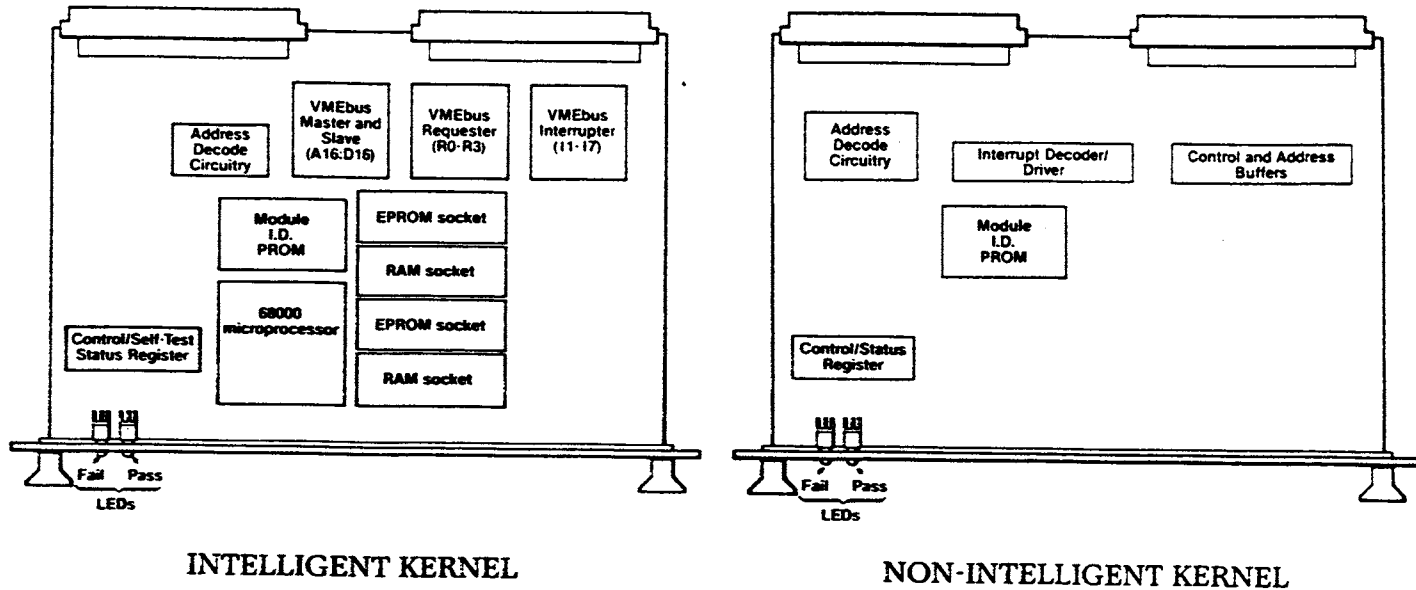 VMEbus
Master and
Slave
(A16:D16)
VMEbus
Requester
(R0-R3)
VMEbus
Interrupter
(I1-I7)
Address
Decode
Circuitry
Module
I.D.
PROM
EPROM socket
RAM socket
68000
microprocessor
EPROM socket
RAM socket
Control/Self-Test
Status Register
Fail
Pass
LEDs
INTELLIGENT KERNEL
Address
Decode
Circuitry
Interrupt Decoder/
Driver
Control and Address
Buffers
Module
I.D.
PROM
Control/Status
Register
Fail
Pass
LEDs
NON-INTELLIGENT KERNEL